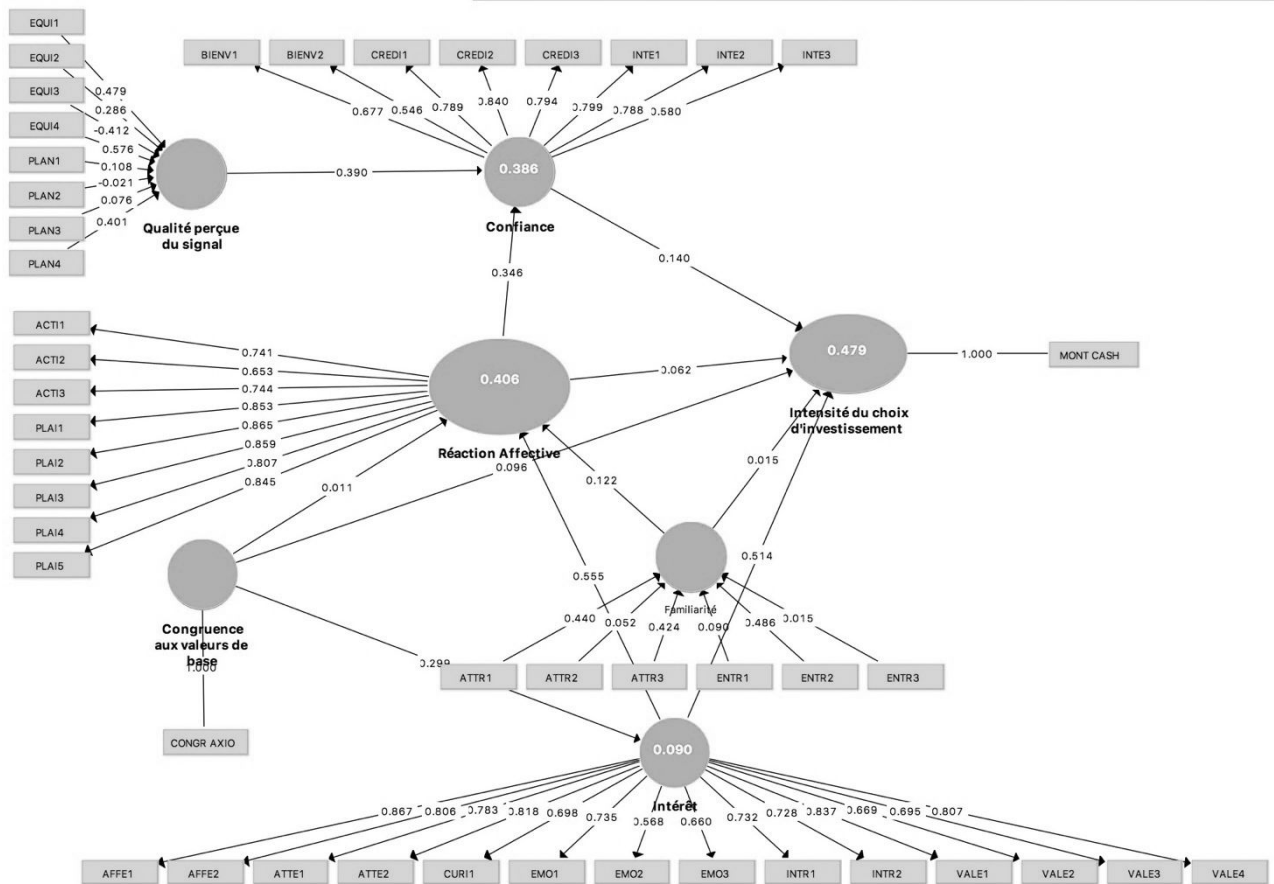 EQUI1
EQUI2
EQUI3
EQUI4
PLAN1
PLAN2
PLAN3
PLAN4
0.479
0.286
-0.412
0.576
0.108
-0.021
0.076
0.401
Qualité perçue
du signal
BIENV1 BIENV2 CREDI1 CREDI2 CREDI3 INTE1 INTE2 INTE3
0.677 0.546 0.789 0.840 0.794 0.799 0.788 0.580
0.390
0.386
Confiance
0.346
0.140
ACTI1
ACTI2
ACTI3
PLAI1
PLAI2
PLAI3
PLAI4
PLAI5
0.741
0.653
0.744
0.853
0.865
0.859
0.807
0.845
0.406
Réaction Affective
0.062
0.096
0.479
Intensité du choix
d'investissement
1.000
MONT CASH
0.011
0.122
0.015
0.555
0.514
Familiarité
0.440 0.052 0.424 0.090 0.486 0.015
ATTR1 ATTR2 ATTR3 ENTR1 ENTR2 ENTR3
Congruence
aux valeurs de
base
1.000
0.299
CONGR AXIO
0.090
Intérêt
0.867 0.806 0.783 0.818 0.698 0.735 0.568 0.660 0.732 0.728 0.837 0.669 0.695 0.807
AFFE1 AFFE2 ATTE1 ATTE2 CURI1 EMO1 EMO2 EMO3 INTR1 INTR2 VALE1 VALE2 VALE3 VALE4